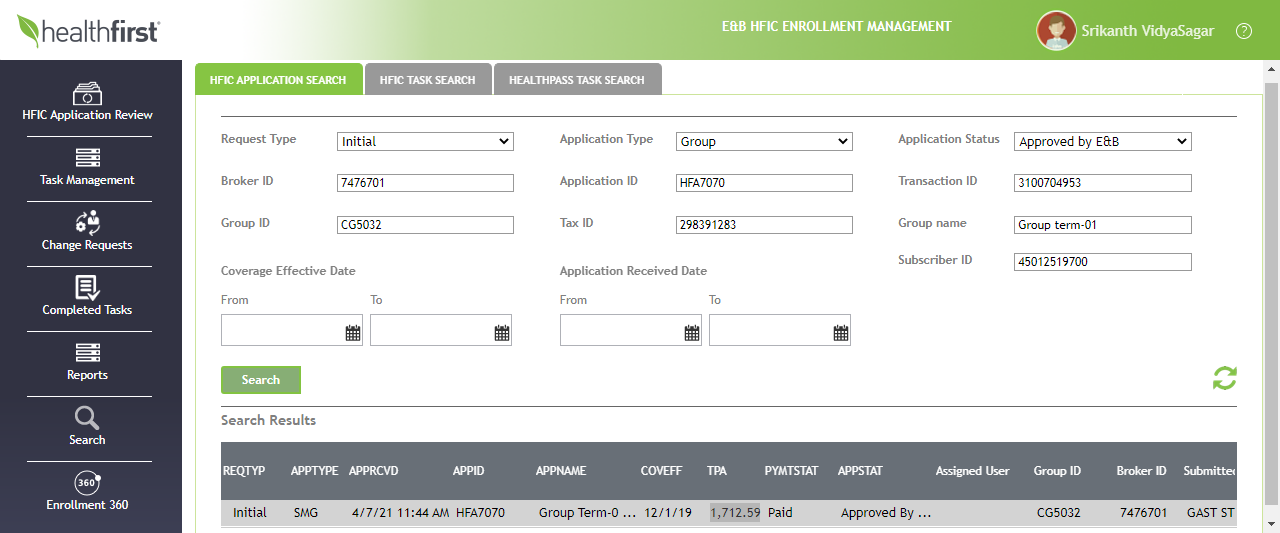 healthfirst
E&B HFIC ENROLLMENT MANAGEMENT
Srikanth VidyaSagar
?
HFIC Application Review
Task Management
Change Requests
Completed Tasks
Reports
Search
360°
Enrollment 360
HFIC APPLICATION SEARCH HFIC TASK SEARCH HEALTHPASS TASK SEARCH
Request Type Initial Application Type Group Application Status Approved by E&B
Broker ID 7476701 Application ID HFA7070 Transaction ID 3100704953
Group ID CG5032 Tax ID 298391283 Group name Group term-01
Subscriber ID 45012519700
Coverage Effective Date Application Received Date
From To From To
Search
Search Results
REQTYP APPTYPE APPRCVD APPID APPNAME COVEFF TPA PYMTSTAT APPSTAT Assigned User Group ID Broker ID Submitted
Initial SMG 4/7/21 11:44 AM HFA7070 Group Term-0 ... 12/1/19 1,712.59 Paid Approved By ... CG5032 7476701 GAST ST